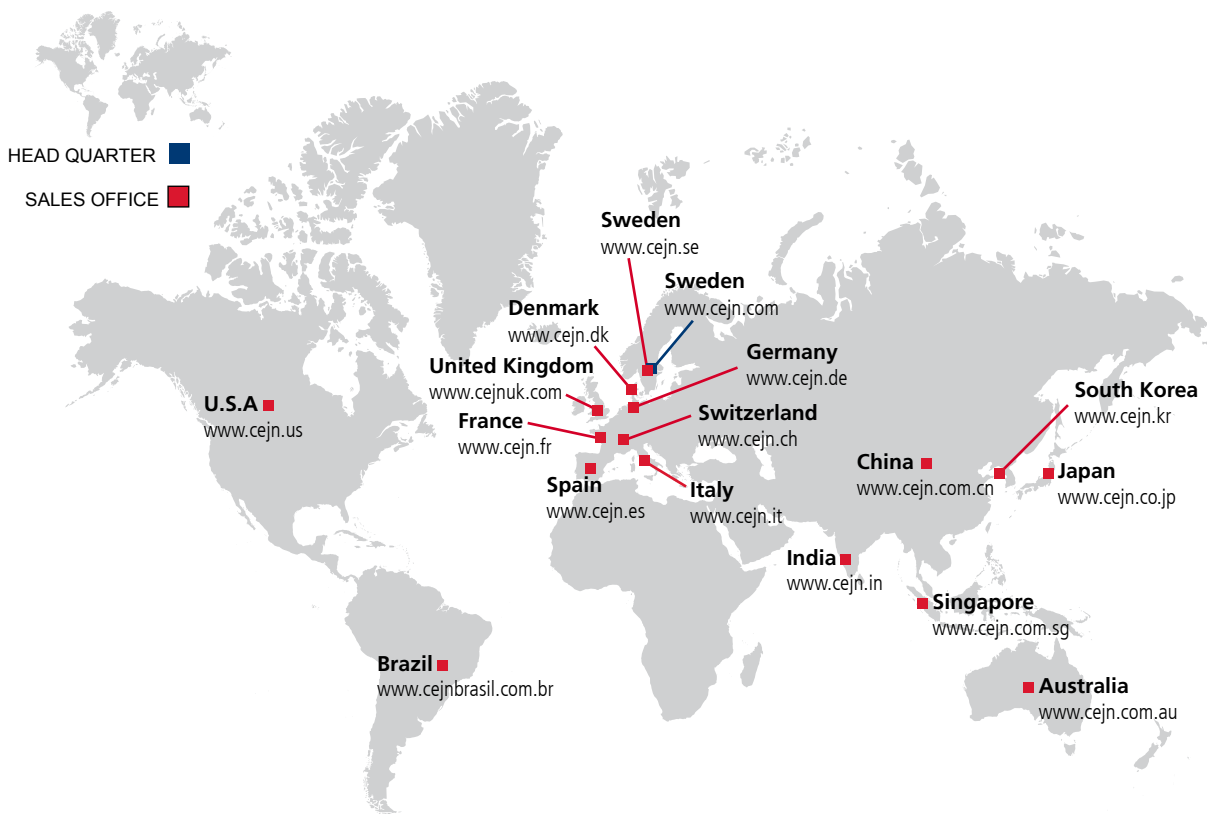 HEAD QUARTER
SALES OFFICE
Sweden
www.cejn.se
Sweden
www.cejn.com
Denmark
www.cejn.dk
Germany
www.cejn.de
United Kingdom
www.cejnuk.com
South Korea
www.cejn.kr
U.S.A
www.cejn.us
France
www.cejn.fr
Switzerland
www.cejn.ch
China
www.cejn.com.cn
Japan
www.cejn.co.jp
Spain
www.cejn.es
Italy
www.cejn.it
India
www.cejn.in
Singapore
www.cejn.com.sg
Brazil
www.cejnbrasil.com.br
Australia
www.cejn.com.au